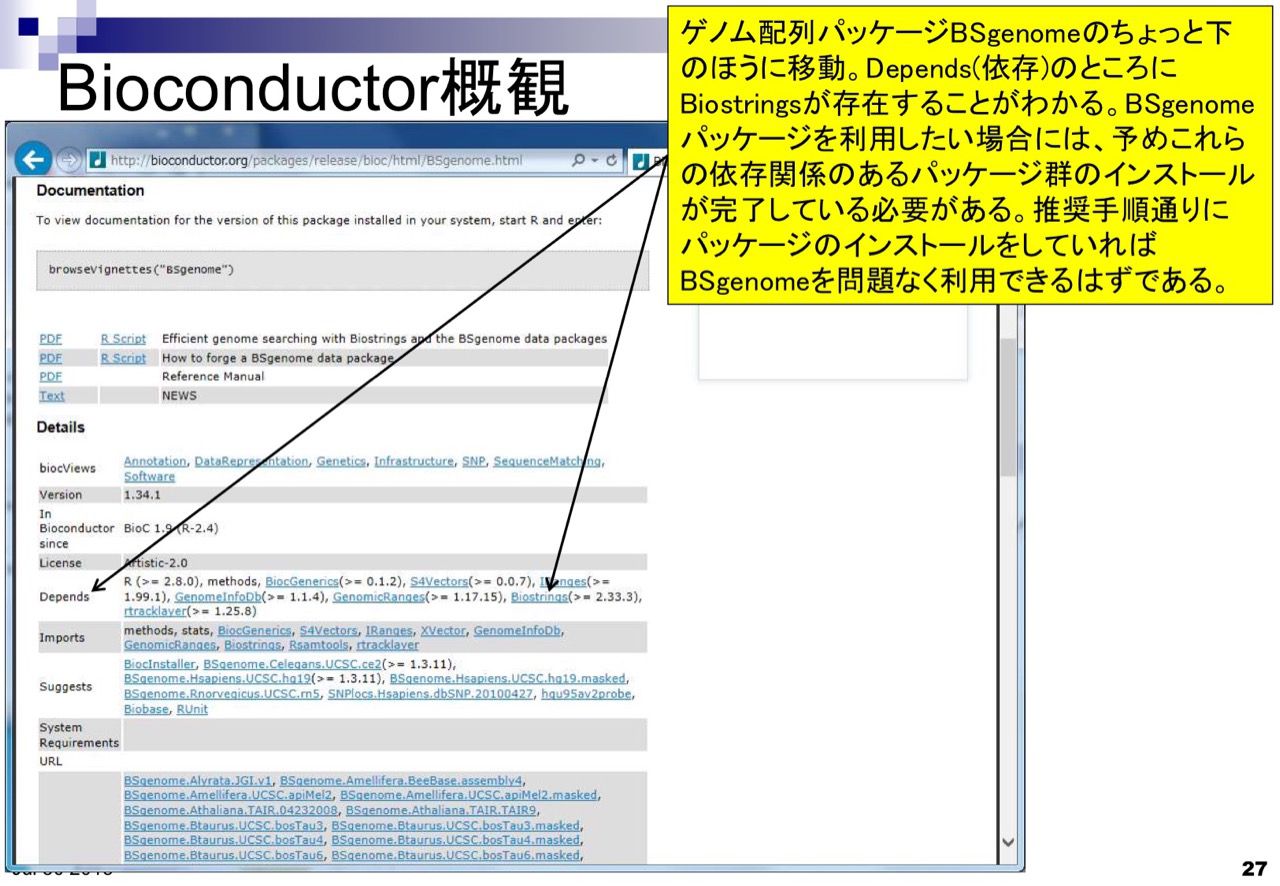 Bioconductor概観
ゲノム配列パッケージBSgenomeのちょっと下
のほうに移動。Depends(依存)のところに
Biostringsが存在することがわかる。BSgenome
パッケージを利用したい場合には、予めこれら
の依存関係のあるパッケージ群のインストール
が完了している必要がある。推奨手順通りに
パッケージのインストールをしていれば
BSgenomeを問題なく利用できるはずである。
http://bioconductor.org/packages/release/bioc/html/BSgenome.html
Documentation
To view documentation for the version of this package installed in your system, start R and enter:
browseVignettes("BSgenome")
PDF R Script Efficient genome searching with Biostrings and the BSgenome data packages
PDF R Script How to forge a BSgenome data package
PDF Reference Manual
Text NEWS
Details
biocViews Annotation, DataRepresentation, Genetics, Infrastructure, SNP, SequenceMatching,
Software
Version 1.34.1
In
Bioconductor BioC 1.9 (R-2.4)
since
License Artistic-2.0
R (>= 2.8.0), methods, BiocGenerics(>= 0.1.2), S4Vectors(>= 0.0.7), IRanges(>=
Depends 1.99.1), GenomeInfoDb(>= 1.1.4), GenomicRanges(>= 1.17.15), Biostrings(>= 2.33.3),
rtracklayer(>= 1.25.8)
Imports methods, stats, BiocGenerics, S4Vectors, IRanges, XVector, GenomeInfoDb,
GenomicRanges, Biostrings, Rsamtools, rtracklayer
BiocInstaller, BSgenome.Celegans.UCSC.ce2(>= 1.3.11),
BSgenome.Hsapiens.UCSC.hg19(>= 1.3.11), BSgenome.Hsapiens.UCSC.hg19.masked,
Suggests BSgenome.Rnorvegicus.UCSC.rn5, SNPlocs.Hsapiens.dbSNP.20100427, hgu95av2probe,
Biobase, RUnit
System
Requirements
URL
BSgenome.Alyrata.JGI.v1, BSgenome.Amellifera.BeeBase.assembly4,
BSgenome.Amellifera.UCSC.apiMel2, BSgenome.Amellifera.UCSC.apiMel2.masked,
BSgenome.Athaliana.TAIR.04232008, BSgenome.Athaliana.TAIR.TAIR9,
BSgenome.Btaurus.UCSC.bosTau3, BSgenome.Btaurus.UCSC.bosTau3.masked,
BSgenome.Btaurus.UCSC.bosTau4, BSgenome.Btaurus.UCSC.bosTau4.masked,
BSgenome.Btaurus.UCSC.bosTau6, BSgenome.Btaurus.UCSC.bosTau6.masked,
27